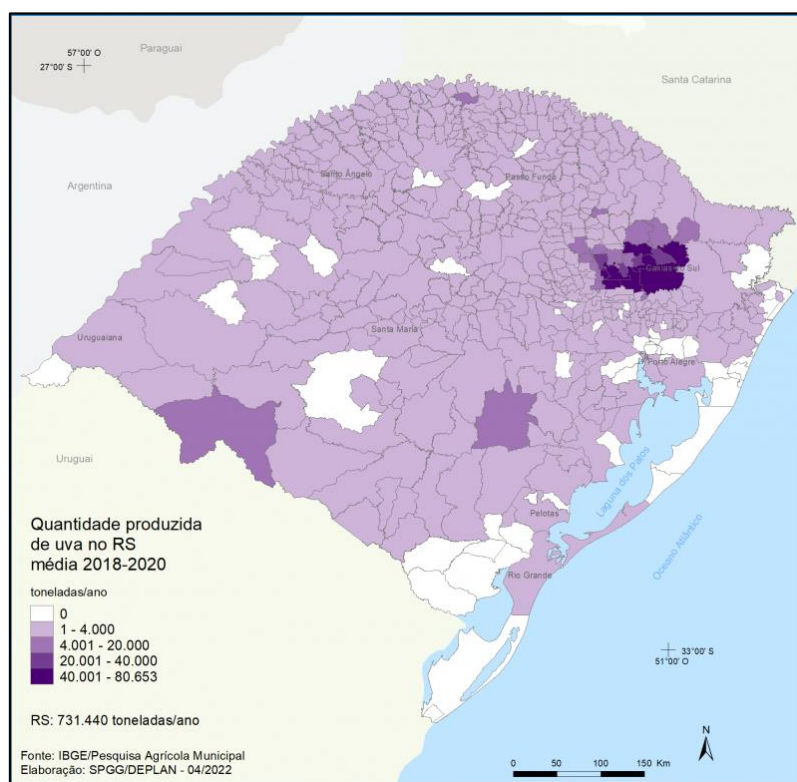 Paraguai
57°00' O
27°00' S
Santa Catarina
Argentina
Santo Ângelo
Passo Fundo
Caxias do Sul
Uruguaiana
Santa Maria
Porto Alegre
Uruguai
Laguna dos Patos
Pelotas
Oceano Atlântico
Rio Grande
Quantidade produzida
de uva no RS
média 2018-2020
toneladas/ano
0
1 - 4.000
4.001 - 20.000
20.001 - 40.000
40.001 - 80.653
33°00' S
51°00' O
RS: 731.440 toneladas/ano
Fonte: IBGE/Pesquisa Agrícola Municipal
Elaboração: SPGG/DEPLAN - 04/2022
N
0 50 100 150 Km